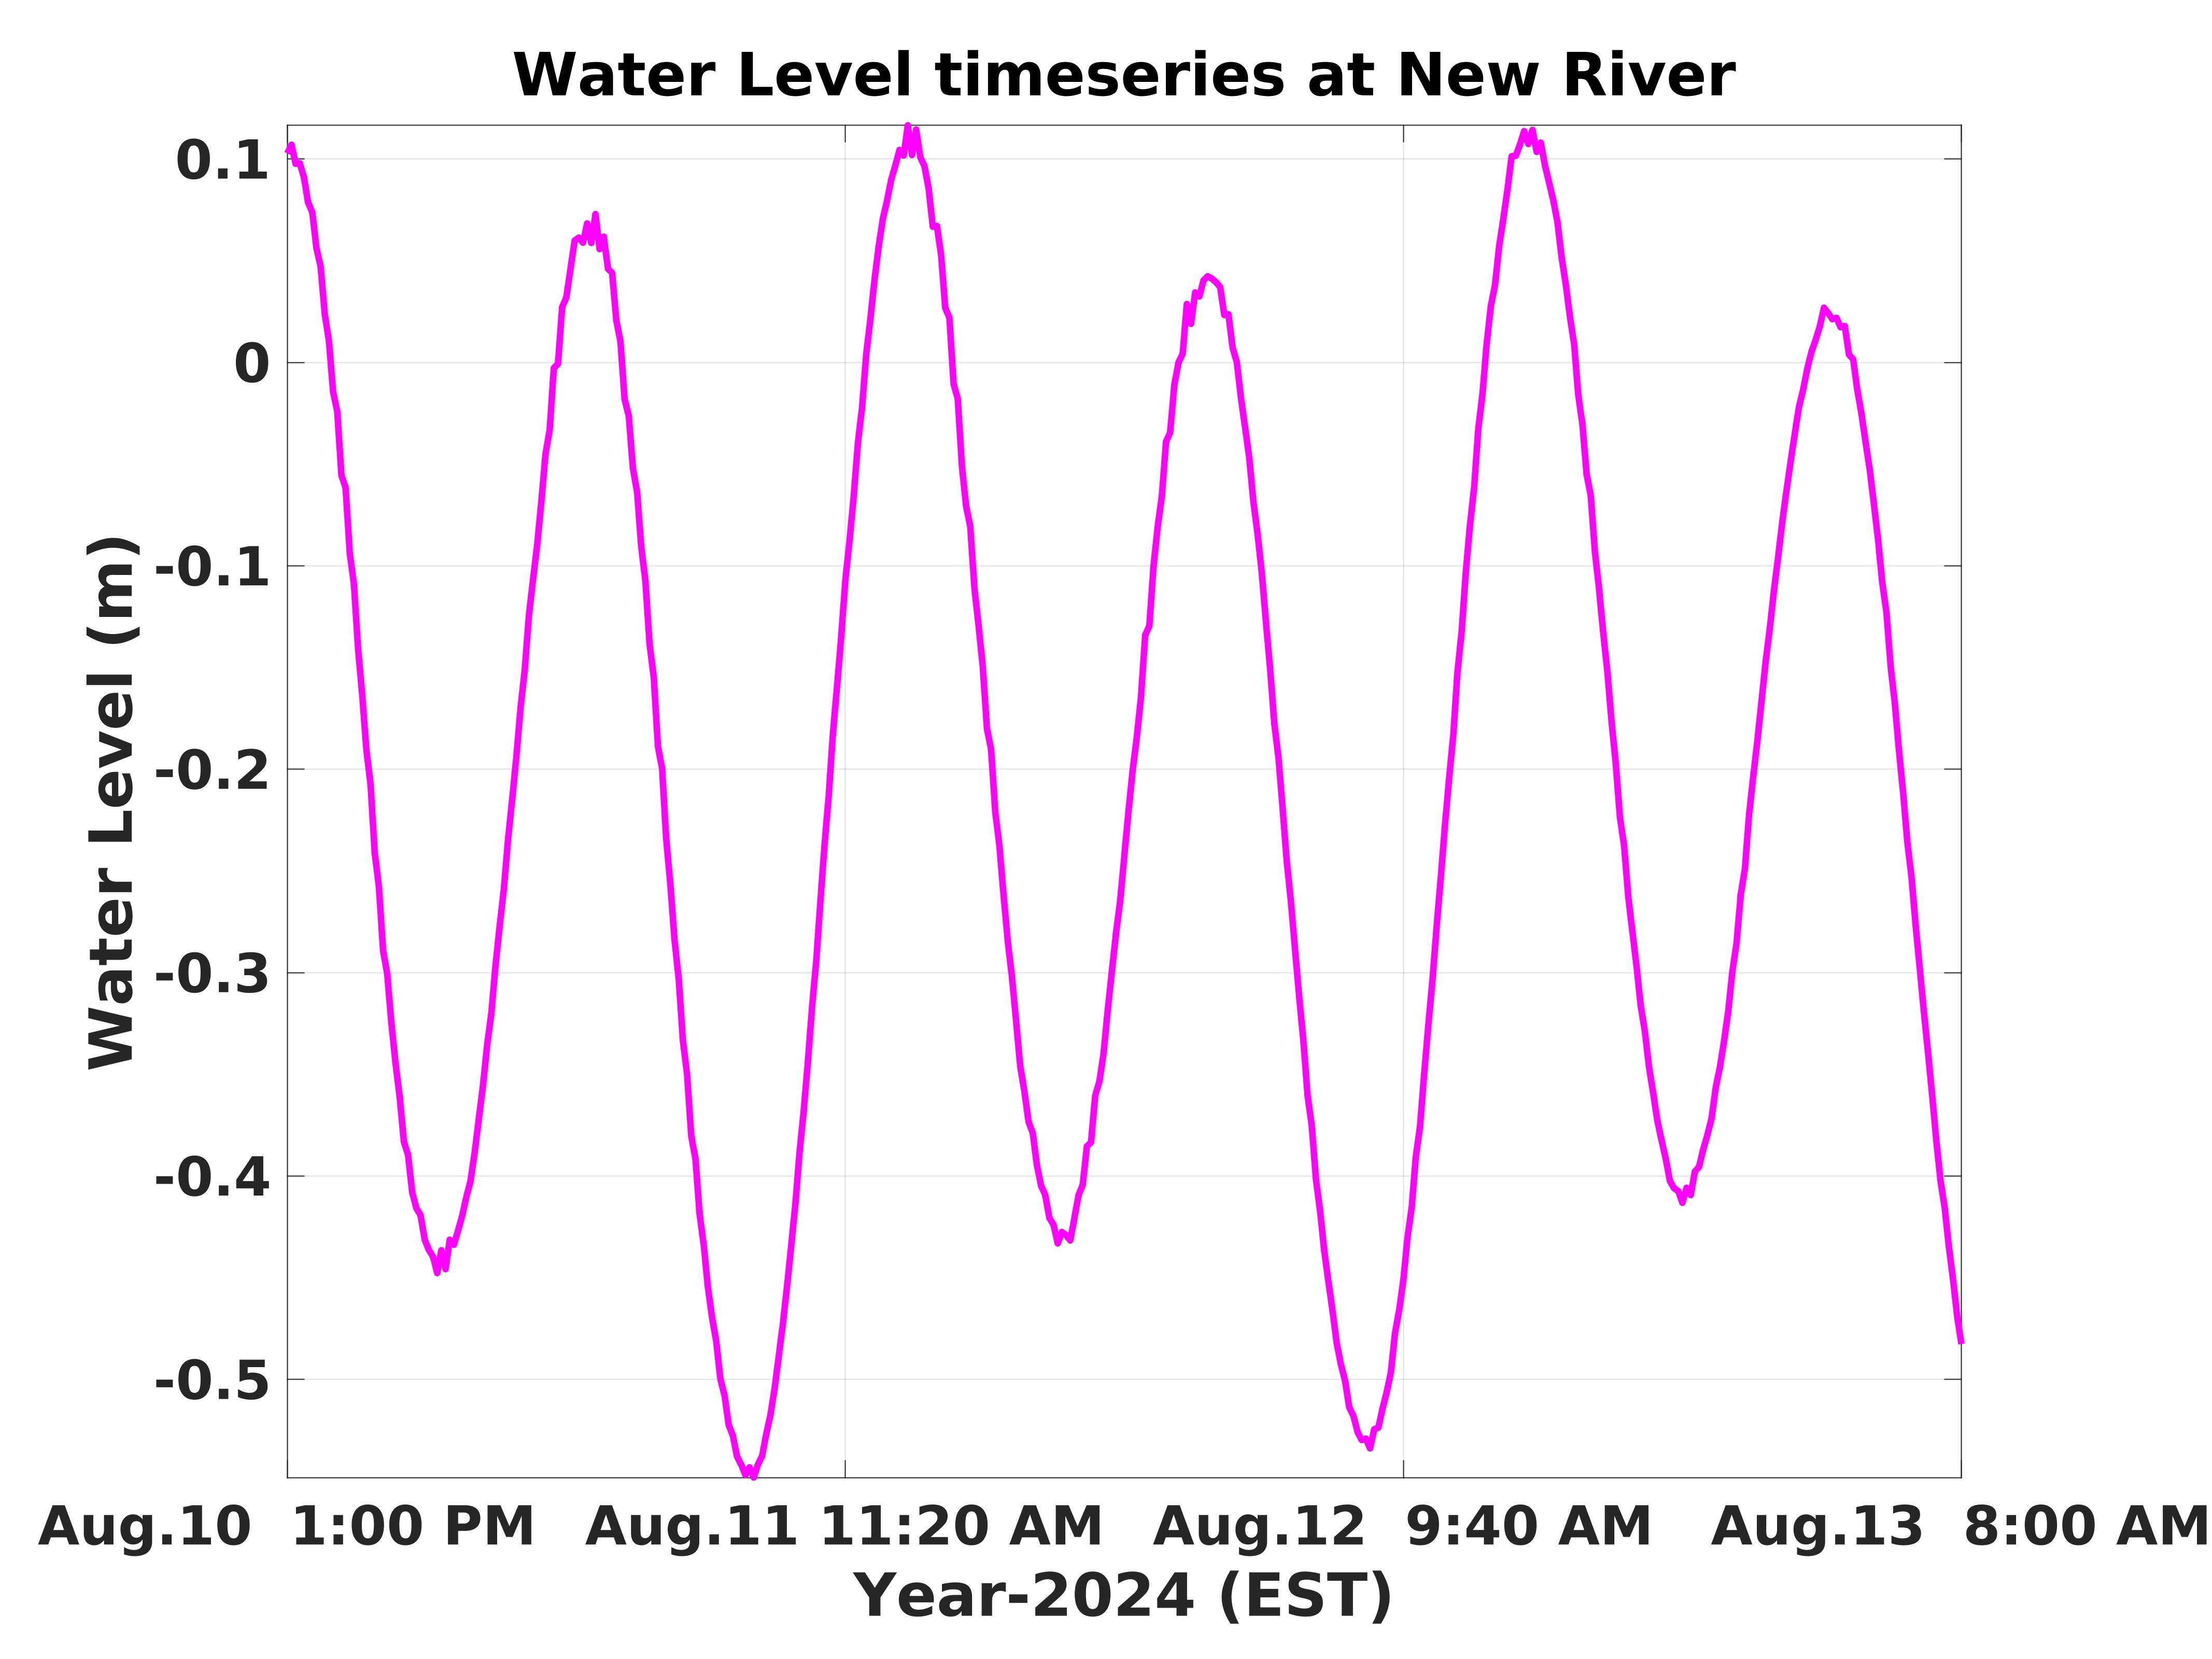 Water Level timeseries at New River
0.1
0
-0.1
-0.2
-0.3
-0.4
-0.5
Water Level (m)
Aug.10  1:00 PM
Aug.11 11:20 AM
Aug.12  9:40 AM
Aug.13  8:00 AM
Year-2024 (EST)